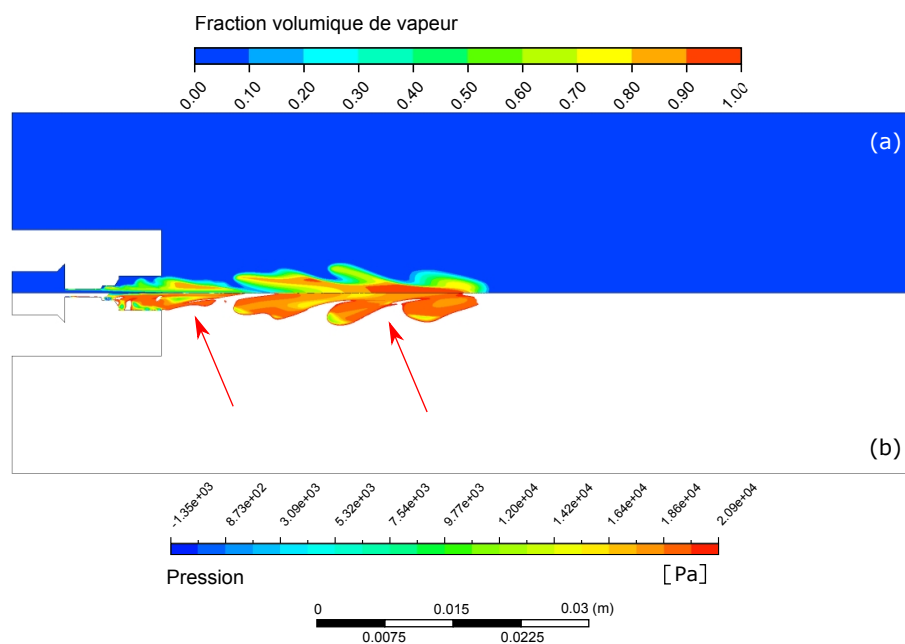 Fraction volumique de vapeur
0.00 0.10 0.20 0.30 0.40 0.50 0.60 0.70 0.80 0.90 1.00
(a)
(b)
-1.35e+03 8.73e+02 3.09e+03 5.32e+03 7.54e+03 9.77e+03 1.20e+04 1.42e+04 1.64e+04 1.86e+04 2.09e+04
Pression [Pa]
0 0.015 0.03 (m)
0.0075 0.0225